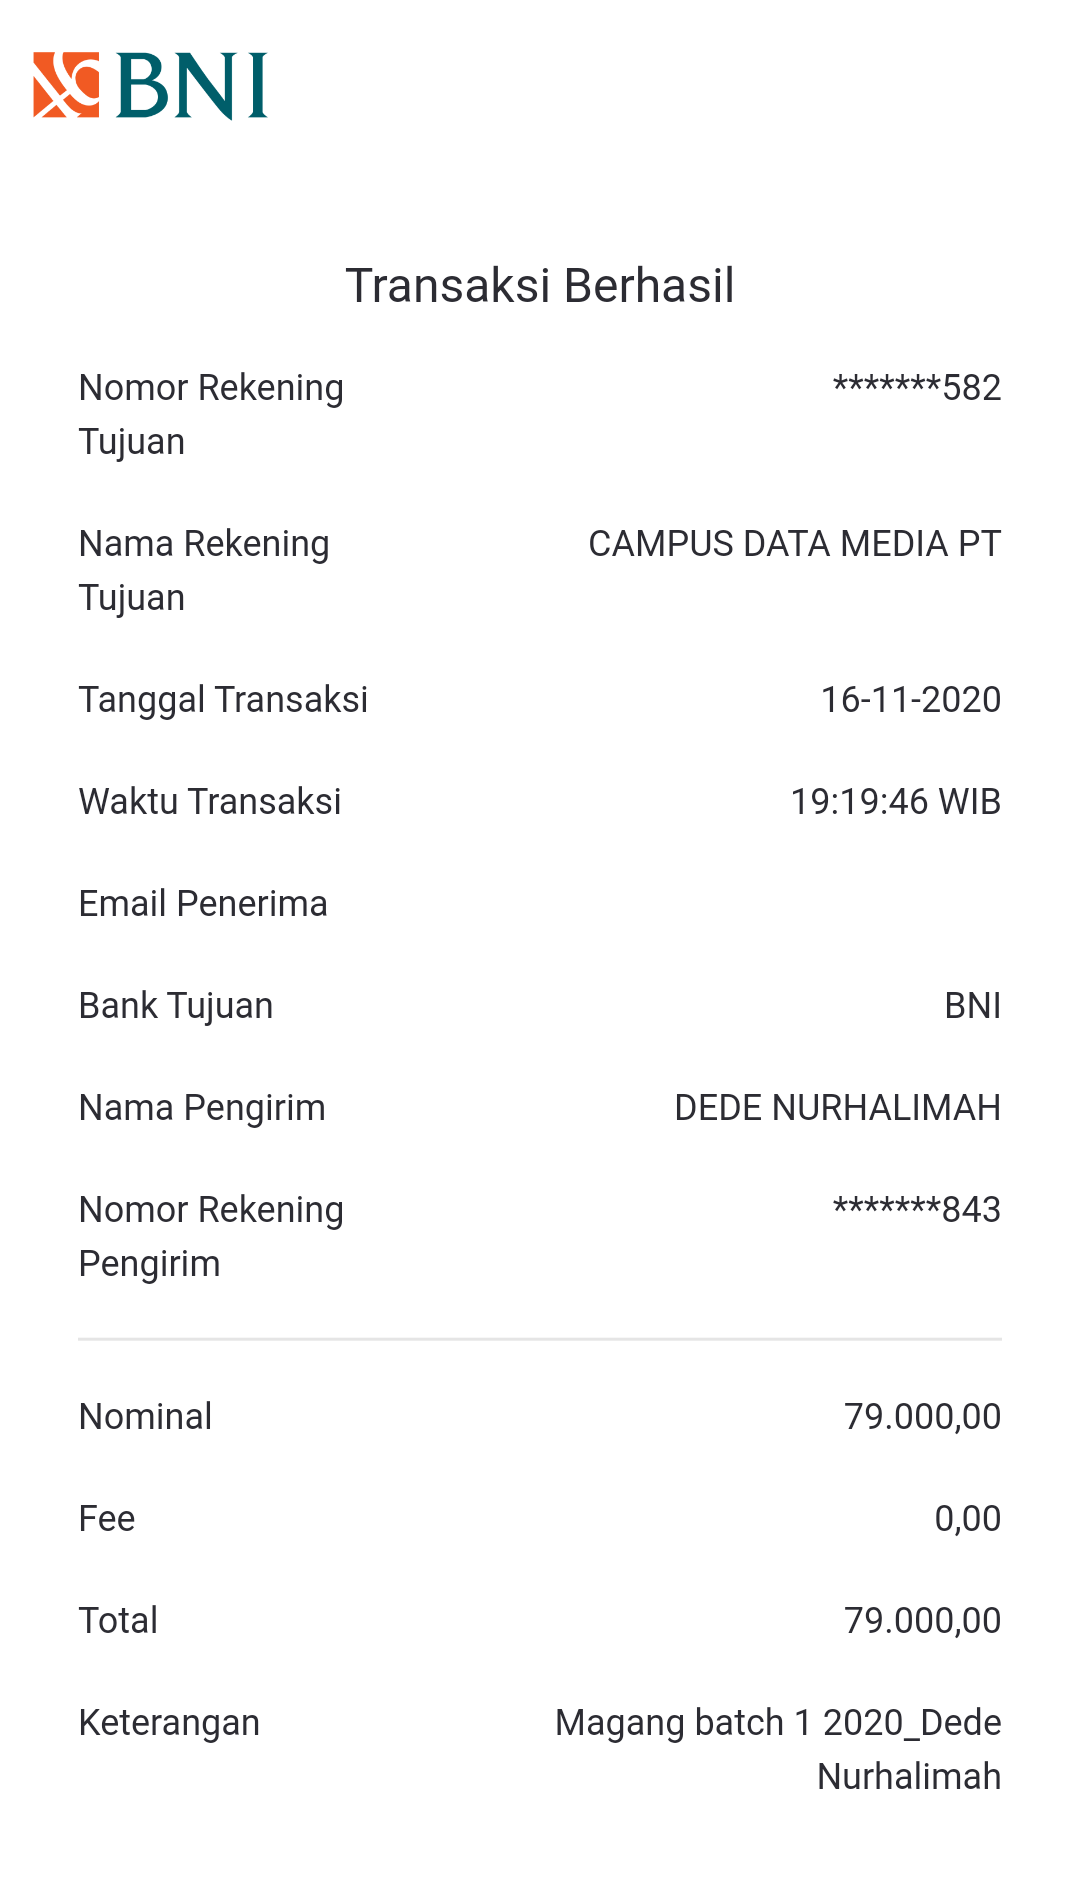 BNI
Transaksi Berhasil
Nomor Rekening Tujuan
*******582
Nama Rekening Tujuan
CAMPUS DATA MEDIA PT
Tanggal Transaksi
16-11-2020
Waktu Transaksi
19:19:46 WIB
Email Penerima
Bank Tujuan
BNI
Nama Pengirim
DEDE NURHALIMAH
Nomor Rekening Pengirim
*******843
Nominal
79.000,00
Fee
0,00
Total
79.000,00
Keterangan
Magang batch 1 2020_Dede
Nurhalimah